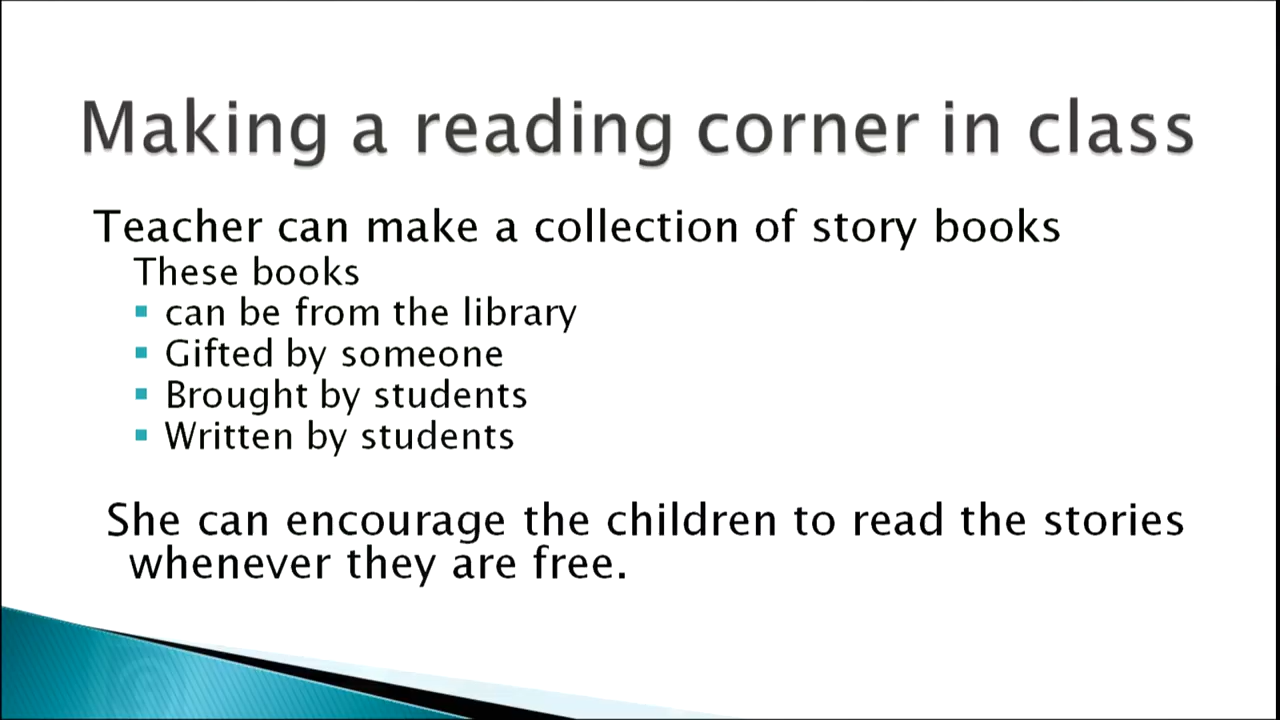 Making a reading corner in class
Teacher can make a collection of story books
These books
▪ can be from the library
▪ Gifted by someone
▪ Brought by students
▪ Written by students
She can encourage the children to read the stories
whenever they are free.